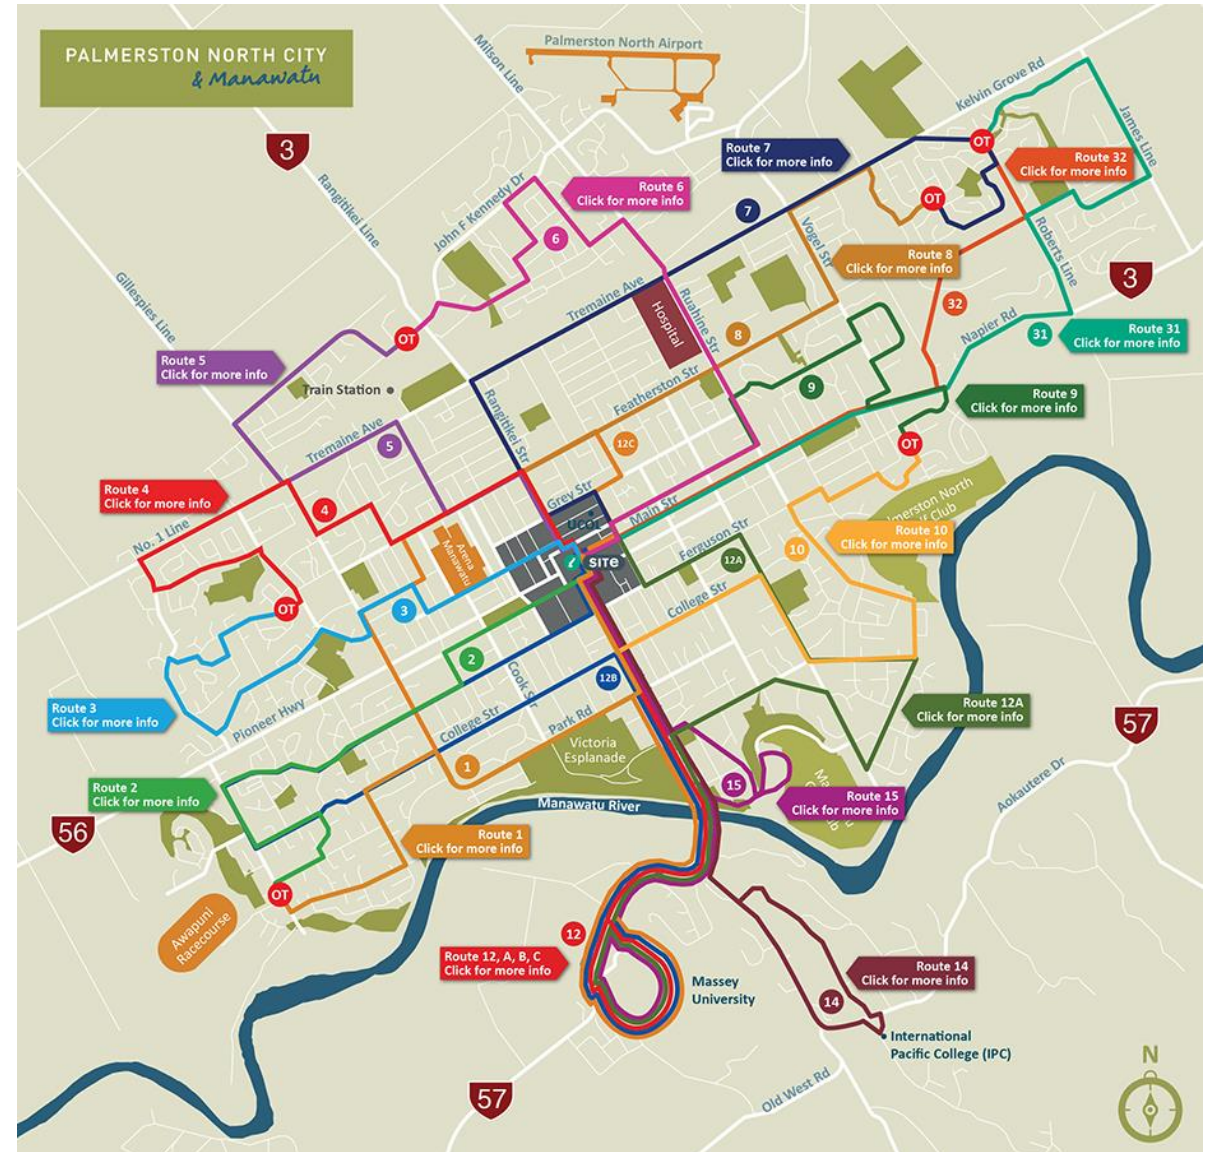 PALMERSTON NORTH CITY
& Manawatu
Palmerston North Airport
Milson Line
Kelvin Grove Rd
James Line
3
OT
Route 7
Click for more info
Route 32
Click for more info
Rangitikei Line
John F Kennedy Dr
Route 6
Click for more info
OT
7
6
Vogel Str
Roberts Line
Route 8
Click for more info
3
Gillespies Line
Tremaine Ave
Hospital
Ruahine Str
32
Napier Rd
31
Route 31
Click for more info
OT
8
Route 5
Click for more info
Train Station
Featherston Str
9
Route 9
Click for more info
Rangitikei Str
Tremaine Ave
5
12C
OT
Route 4
Click for more info
4
No. 1 Line
Grey Str
UCOL
Main Str
Palmerston North
Golf Club
Route 10
Click for more info
Arena
Manawatu
SITE
Ferguson Str
12A
10
College Str
OT
3
2
12B
Cook Str
Route 3
Click for more info
Pioneer Hwy
College Str
Park Rd
Victoria
Esplanade
Route 12A
Click for more info
57
1
15
Aokautere Dr
Route 2
Click for more info
Manawatu River
Route 15
Click for more info
56
Route 1
Click for more info
OT
Awapuni
Racecourse
12
Route 12, A, B, C
Click for more info
Massey
University
Route 14
Click for more info
14
International
Pacific College (IPC)
57
Old West Rd
N